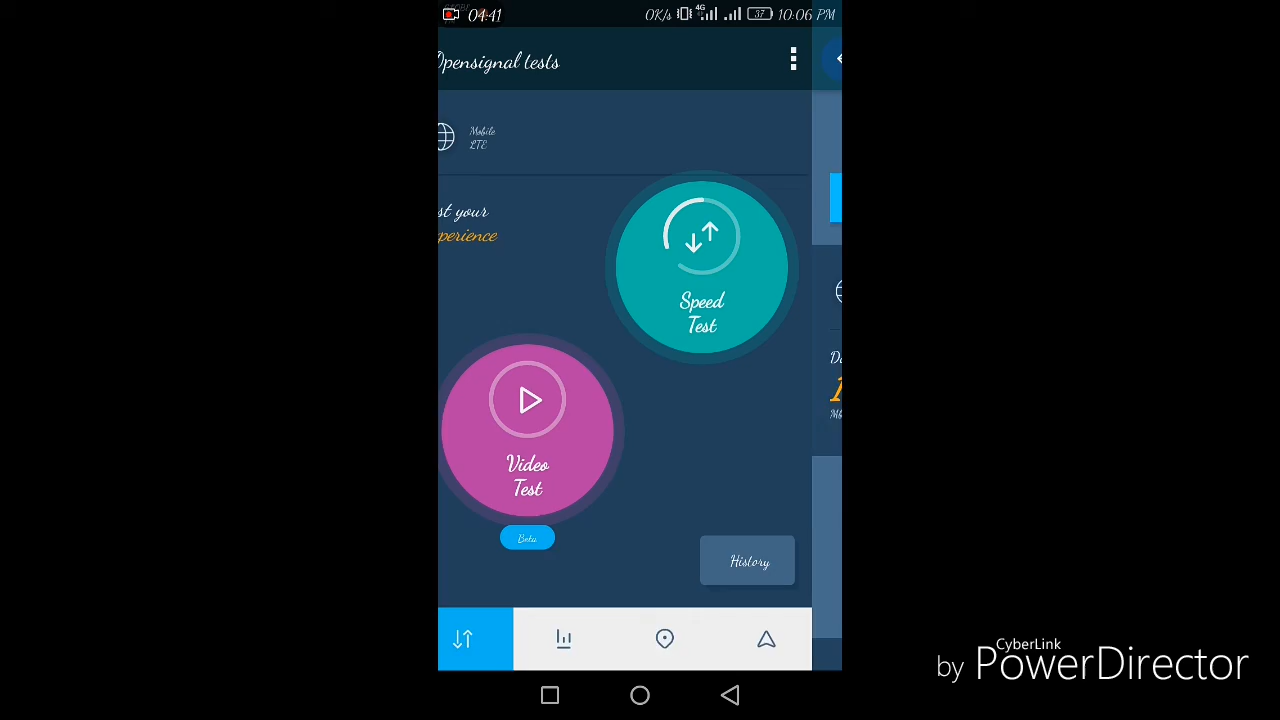 04:41 0K/s 4G 37 10:06 PM
Opensignal tests
Mobile
LTE
st your
perience
Speed
Test
Video
Test
Beta
History
CyberLink
by PowerDirector